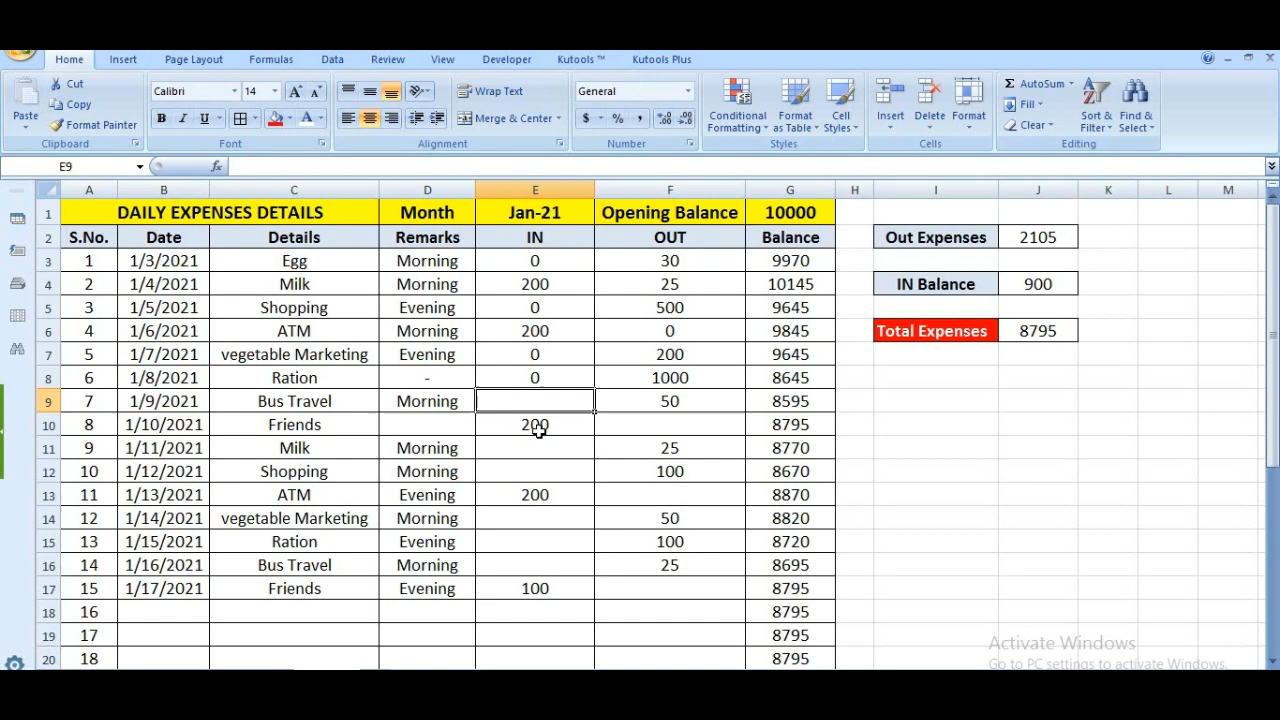 Home Insert Page Layout Formulas Data Review View Developer Kutools ™ Kutools Plus
Cut
Copy
Format Painter
Paste
Clipboard
Calibri 14
B I U
Font
Wrap Text
Merge & Center
Alignment
General
$ % ,
Number
Conditional Formatting
Format as Table
Cell Styles
Styles
Insert Delete Format
Cells
Σ AutoSum
Fill
Clear
Sort & Filter
Find & Select
Editing
E9 fx
A B C D E F G H I J K L M
1 DAILY EXPENSES DETAILS Month Jan-21 Opening Balance 10000
2 S.No. Date Details Remarks IN OUT Balance Out Expenses 2105
3 1 1/3/2021 Egg Morning 0 30 9970
4 2 1/4/2021 Milk Morning 200 25 10145 IN Balance 900
5 3 1/5/2021 Shopping Evening 0 500 9645
6 4 1/6/2021 ATM Morning 200 0 9845 Total Expenses 8795
7 5 1/7/2021 vegetable Marketing Evening 0 200 9645
8 6 1/8/2021 Ration - 0 1000 8645
9 7 1/9/2021 Bus Travel Morning 50 8595
10 8 1/10/2021 Friends 200 8795
11 9 1/11/2021 Milk Morning 25 8770
12 10 1/12/2021 Shopping Morning 100 8670
13 11 1/13/2021 ATM Evening 200 8870
14 12 1/14/2021 vegetable Marketing Morning 50 8820
15 13 1/15/2021 Ration Evening 100 8720
16 14 1/16/2021 Bus Travel Morning 25 8695
17 15 1/17/2021 Friends Evening 100 8795
18 16 8795
19 17 8795
20 18 8795
Activate Windows
Go to PC settings to activate Windows.